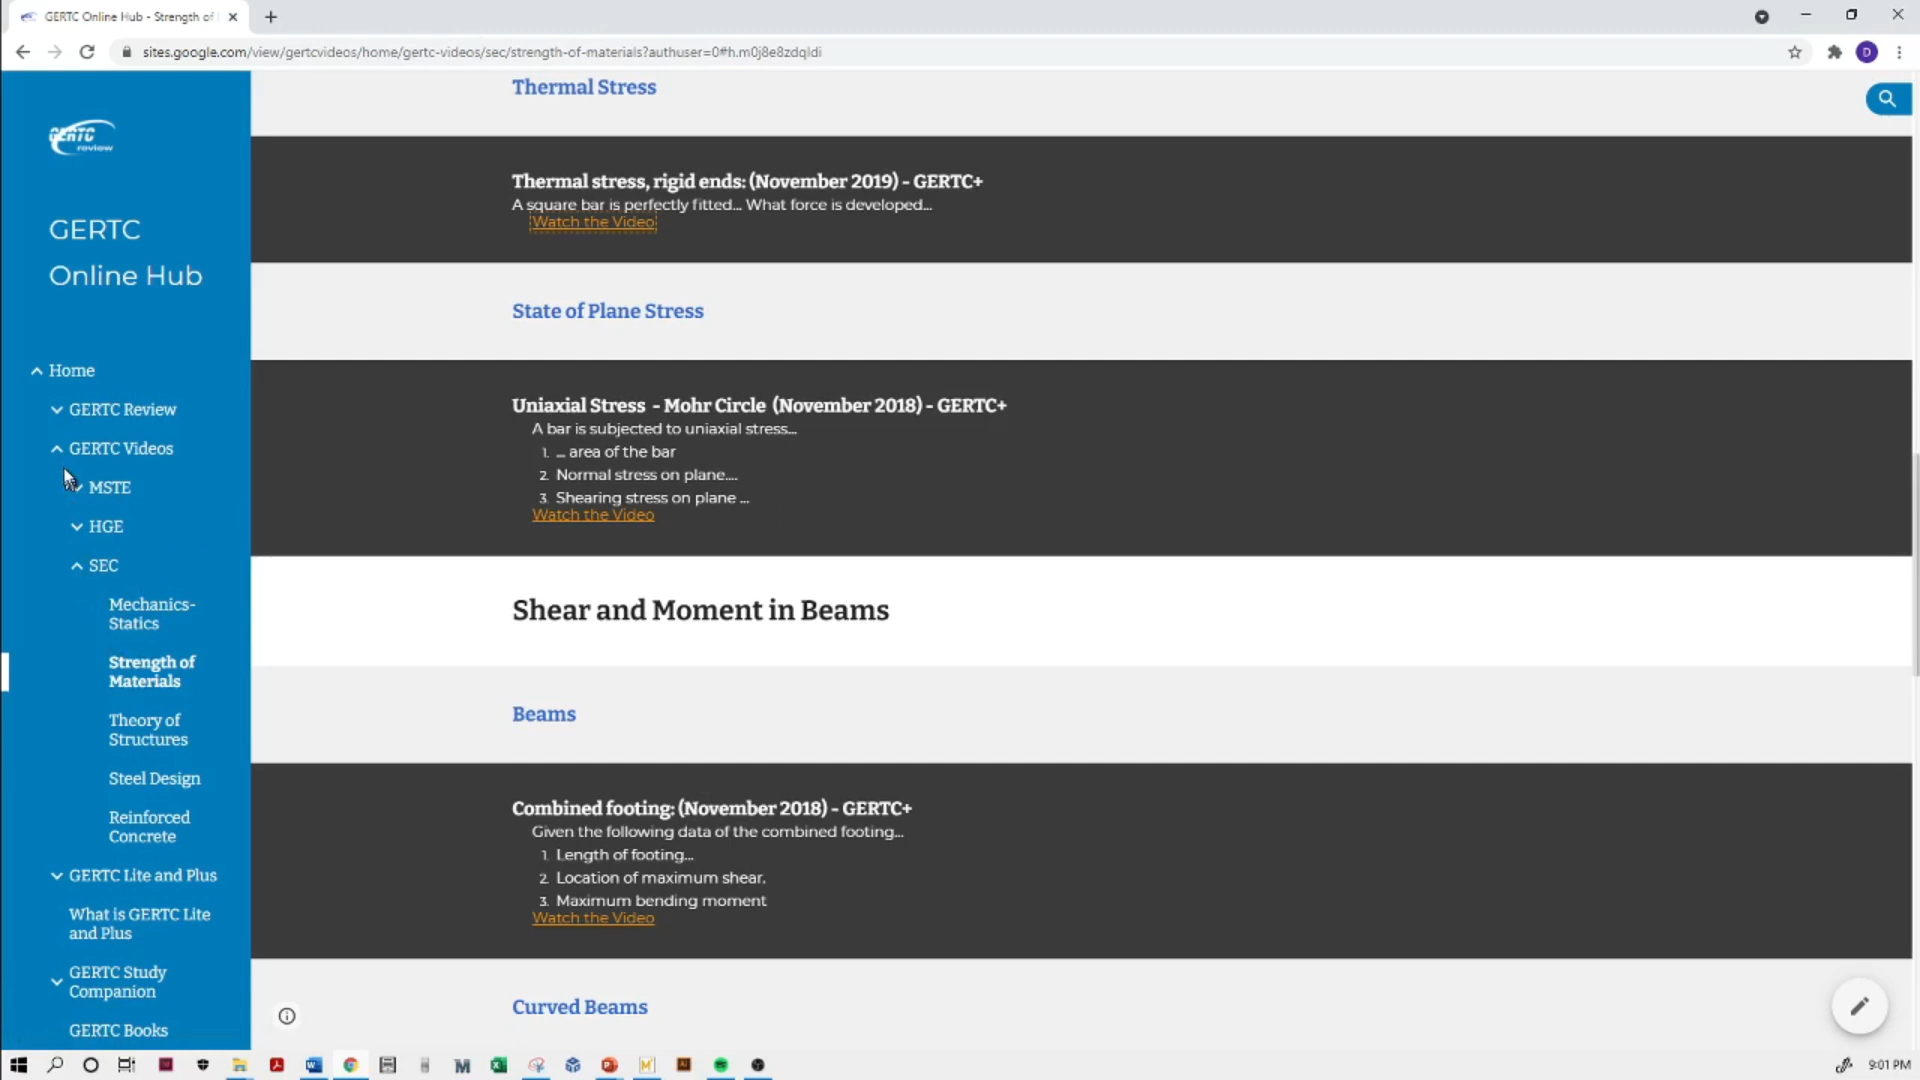 GERTC Online Hub - Strength of
sites.google.com/view/gertcvideos/home/gertc-videos/sec/strength-of-materials?authuser=0#h.m0j8e8zdqldi
D
GERTC
review
GERTC
Online Hub
Home
GERTC Review
GERTC Videos
MSTE
HGE
SEC
Mechanics-
Statics
Strength of
Materials
Theory of
Structures
Steel Design
Reinforced
Concrete
GERTC Lite and Plus
What is GERTC Lite
and Plus
GERTC Study
Companion
GERTC Books
Thermal Stress
Thermal stress, rigid ends: (November 2019) - GERTC+
A square bar is perfectly fitted... What force is developed...
Watch the Video
State of Plane Stress
Uniaxial Stress - Mohr Circle (November 2018) - GERTC+
A bar is subjected to uniaxial stress...
1. ... area of the bar
2. Normal stress on plane....
3. Shearing stress on plane ...
Watch the Video
Shear and Moment in Beams
Beams
Combined footing: (November 2018) - GERTC+
Given the following data of the combined footing...
1. Length of footing...
2. Location of maximum shear.
3. Maximum bending moment
Watch the Video
Curved Beams
9:01 PM